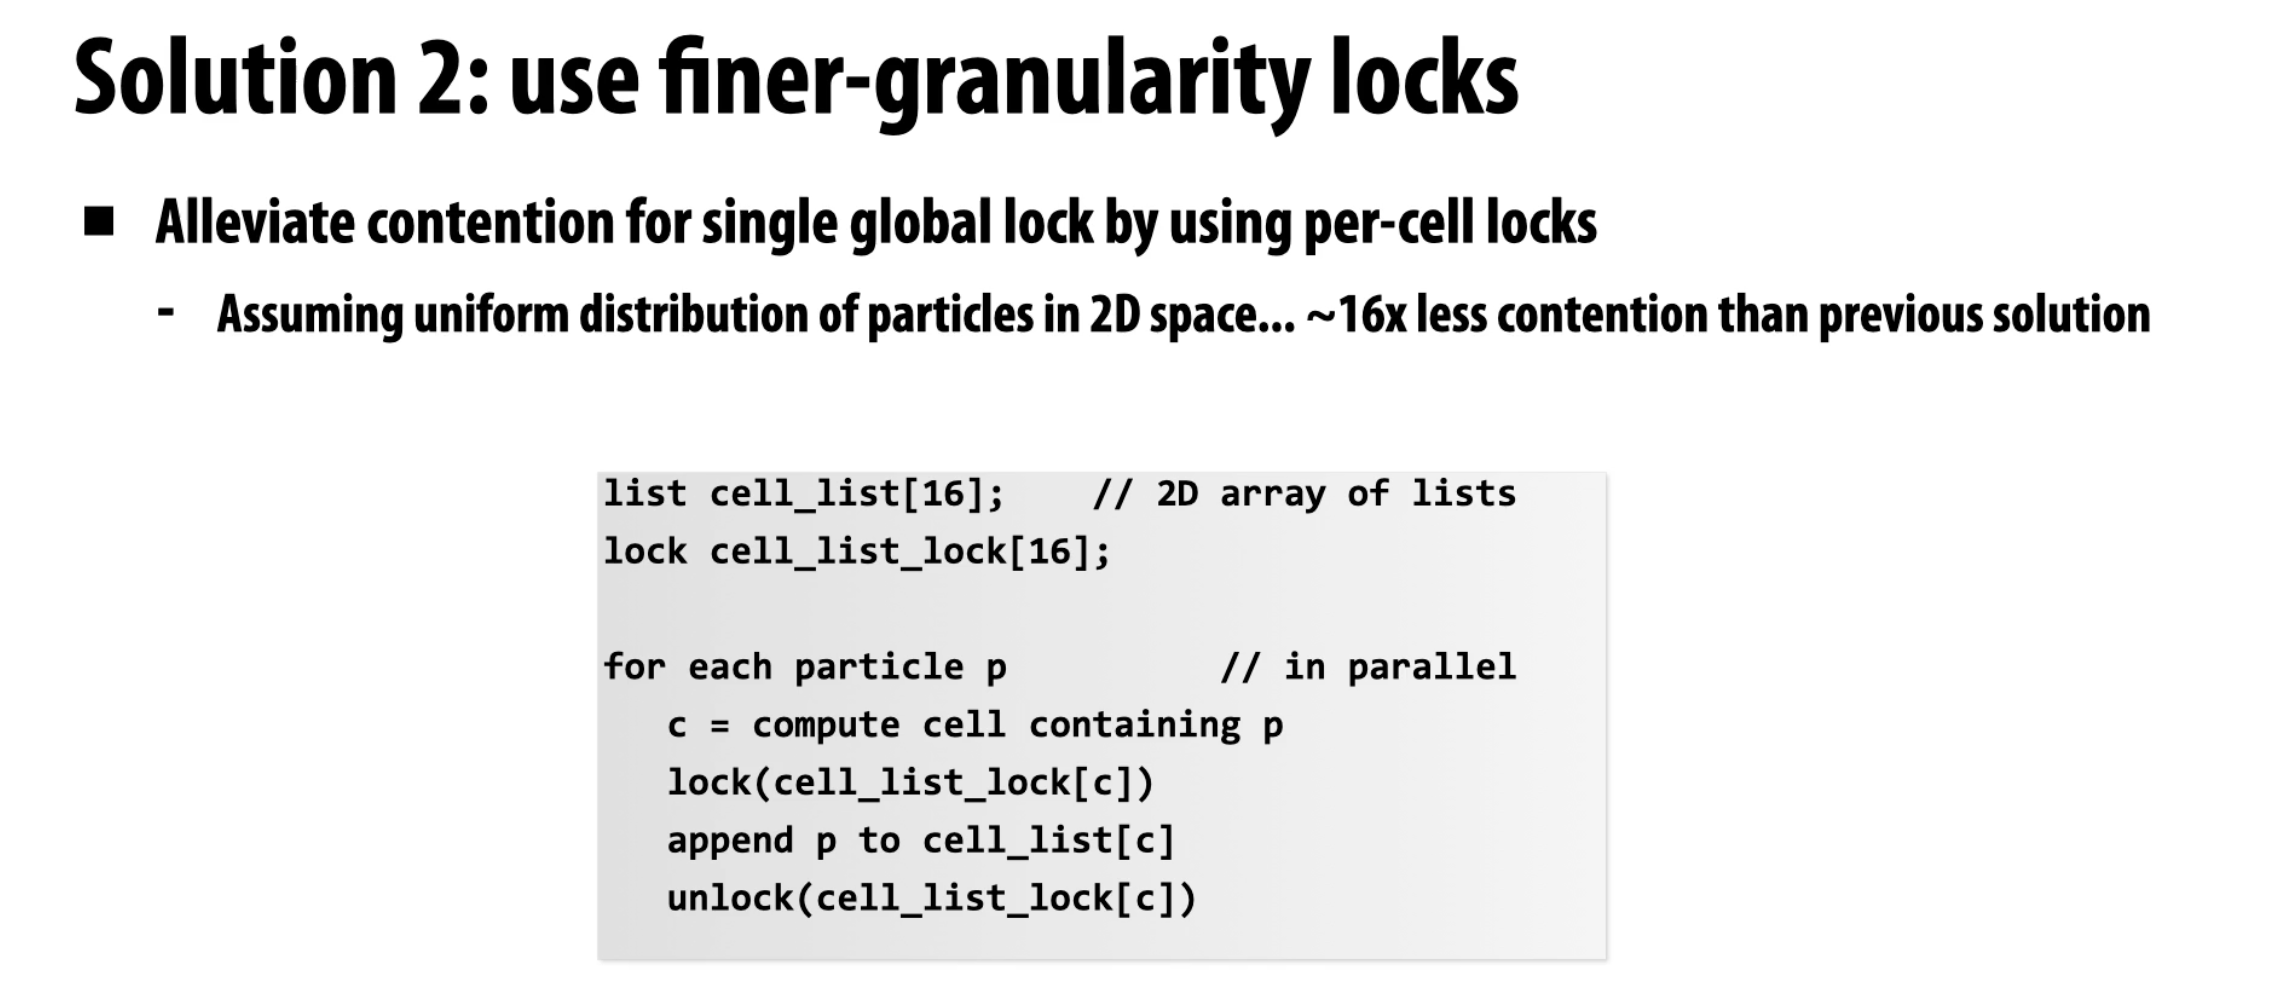 Solution 2: use finer-granularity locks
■ Alleviate contention for single global lock by using per-cell locks
- Assuming uniform distribution of particles in 2D space... ~16x less contention than previous solution
list cell_list[16];    // 2D array of lists
lock cell_list_lock[16];
for each particle p          // in parallel
   c = compute cell containing p
   lock(cell_list_lock[c])
   append p to cell_list[c]
   unlock(cell_list_lock[c])